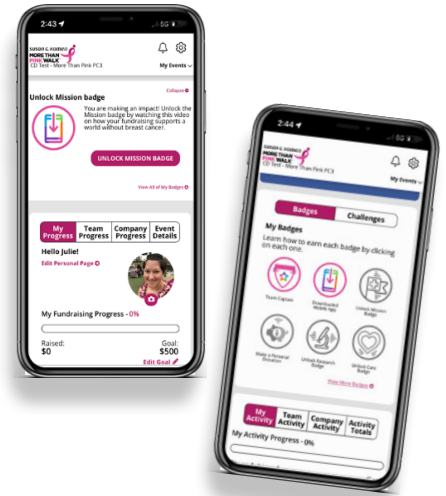 2:43
5G
SUSAN G. KOMEN
MORE THAN
PINK WALK
CD Test - More Than Pink PC3
My Events
Collapse
Unlock Mission badge
You are making an impact! Unlock the
Mission badge by watching this video
on how your fundraising supports a
world without breast cancer.
UNLOCK MISSION BADGE
View All of My Badges
My Progress
Team Progress
Company Progress
Event Details
Hello Julie!
Edit Personal Page
My Fundraising Progress - 0%
Raised:
$0
Goal:
$500
Edit Goal
2:44
5G
SUSAN G. KOMEN
MORE THAN
PINK WALK
CD Test - More Than Pink PC3
My Events
Badges
Challenges
My Badges
Learn how to earn each badge by clicking
on each one.
Team Captain
Downloaded Mobile App
Unlock Mission Badge
Make a Personal Donation
Unlock Research Badge
Unlock Care Badge
View More Badges
My Activity
Team Activity
Company Activity
Activity Totals
My Activity Progress - 0%